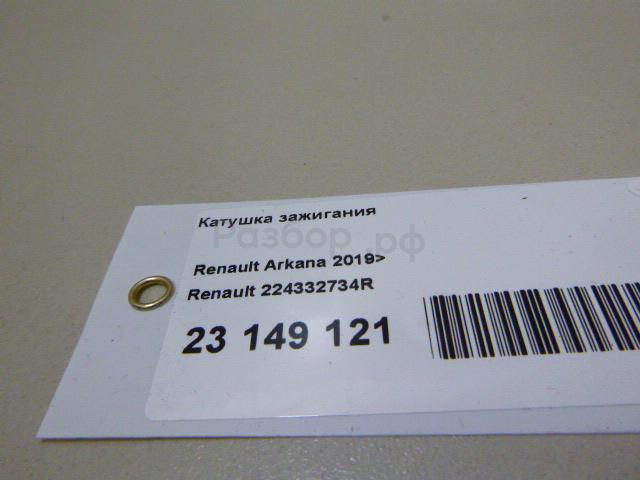 Катушка зажигания
Разбор.рф
Renault Arkana 2019>
Renault 224332734R
23 149 121